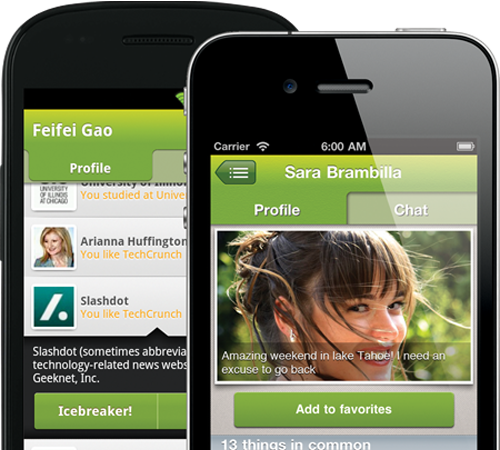 Feifei Gao
Profile
University of Illinoi
UNIVERSITY
OF ILLINOIS
AT CHICAGO
You studied at Unive
Arianna Huffington
You like TechCrunch
Slashdot
You like TechCrunch
Slashdot (sometimes abbrevia
technology-related news webs
Geeknet, Inc.
Icebreaker!
Carrier
6:00 AM
Sara Brambilla
Profile
Chat
Amazing weekend in lake Tahoe! I need an
excuse to go back
Add to favorites
13 things in common